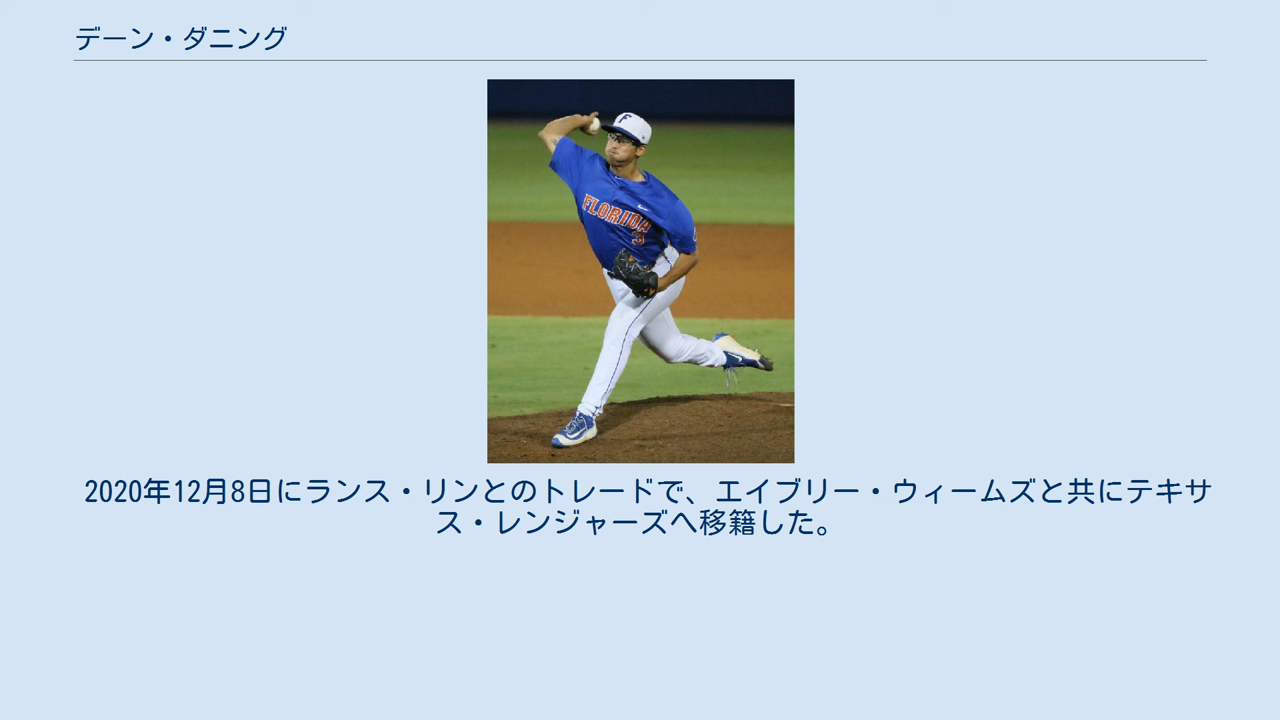 デーン・ダニング
F
FLORIDA
3
2020年12月8日にランス・リンとのトレードで、エイブリー・ウィームズと共にテキサ
ス・レンジャーズへ移籍した。